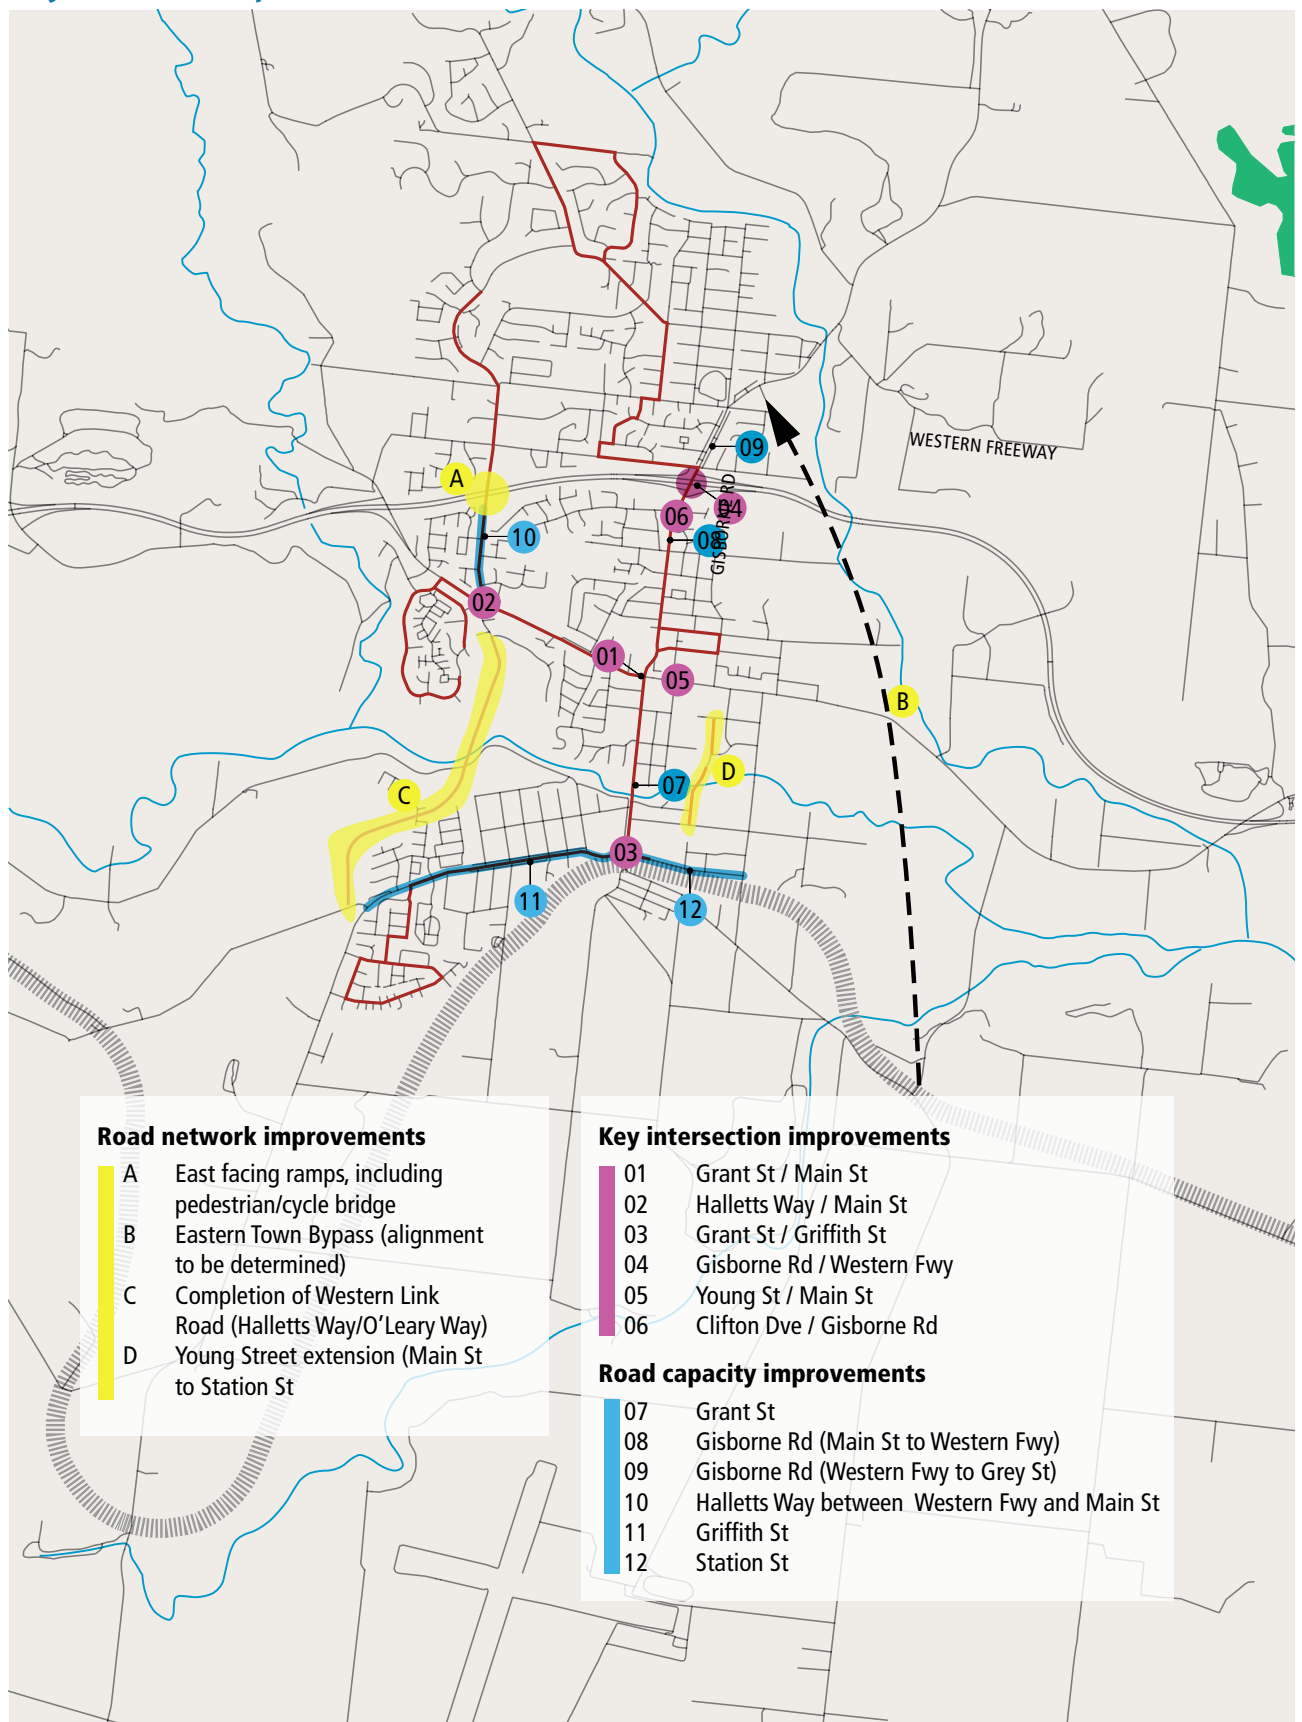 WESTERN FREEWAY
09
A
04
06
GISBORNE RD
10
08
02
01
05
B
D
07
C
03
11
12
Road network improvements
A East facing ramps, including
pedestrian/cycle bridge
B Eastern Town Bypass (alignment
to be determined)
C Completion of Western Link
Road (Halletts Way/O'Leary Way)
D Young Street extension (Main St
to Station St
Key intersection improvements
01 Grant St / Main St
02 Halletts Way / Main St
03 Grant St / Griffith St
04 Gisborne Rd / Western Fwy
05 Young St / Main St
06 Clifton Dve / Gisborne Rd
Road capacity improvements
07 Grant St
08 Gisborne Rd (Main St to Western Fwy)
09 Gisborne Rd (Western Fwy to Grey St)
10 Halletts Way between Western Fwy and Main St
11 Griffith St
12 Station St